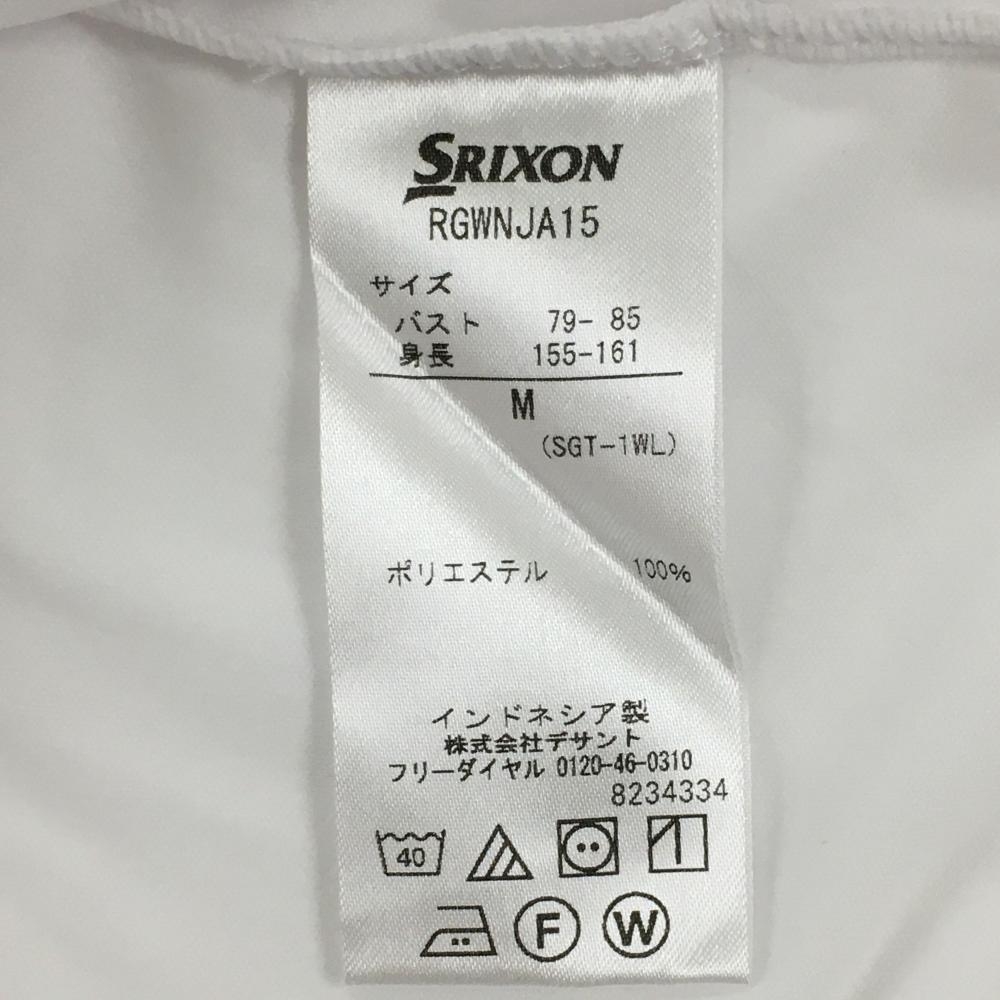 SRIXON
RGWNJA15
サイズ
バスト 79- 85
身長 155-161
M
(SGT-1WL)
ポリエステル 100%
インドネシア製
株式会社デサント
フリーダイヤル 0120-46-0310
8234334
40
F W